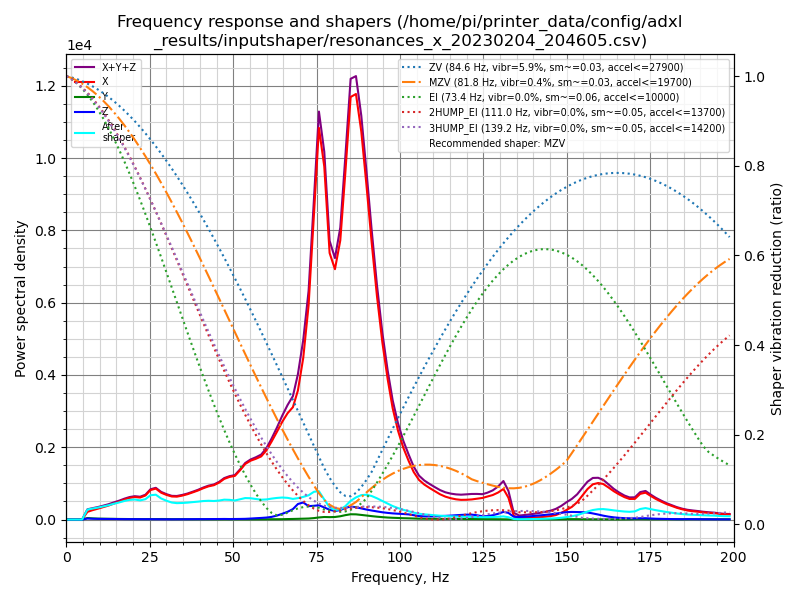 Frequency response and shapers (/home/pi/printer_data/config/adxl
_results/inputshaper/resonances_x_20230204_204605.csv)
1e4
X+Y+Z
X
Y
Z
After
shaper
ZV (84.6 Hz, vibr=5.9%, sm~=0.03, accel<=27900)
MZV (81.8 Hz, vibr=0.4%, sm~=0.03, accel<=19700)
EI (73.4 Hz, vibr=0.0%, sm~=0.06, accel<=10000)
2HUMP_EI (111.0 Hz, vibr=0.0%, sm~=0.05, accel<=13700)
3HUMP_EI (139.2 Hz, vibr=0.0%, sm~=0.05, accel<=14200)
Recommended shaper: MZV
Power spectral density
1.2
1.0
0.8
0.6
0.4
0.2
0.0
Shaper vibration reduction (ratio)
1.0
0.8
0.6
0.4
0.2
0.0
0 25 50 75 100 125 150 175 200
Frequency, Hz